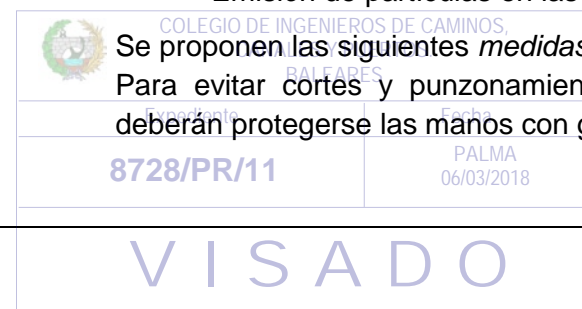 Emisión de partículas en las
COLEGIO DE INGENIEROS DE CAMINOS,
Se proponen las siguientes medidas
BALEARES
Para evitar cortes y punzonamien
Expediente Fecha
deberán protegerse las manos con g
8728/PR/11 PALMA
06/03/2018
VISADO